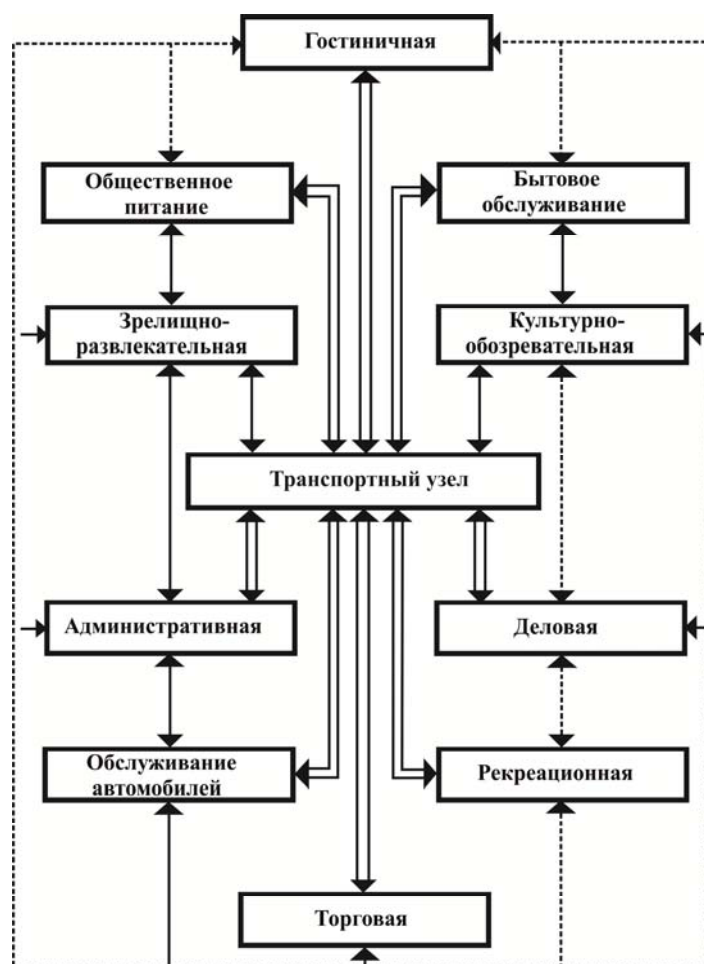 Гостиничная
Общественное
питание
Бытовое
обслуживание
Зрелищно-
развлекательная
Культурно-
обозревательная
Транспортный узел
Административная
Деловая
Обслуживание
автомобилей
Рекреационная
Торговая